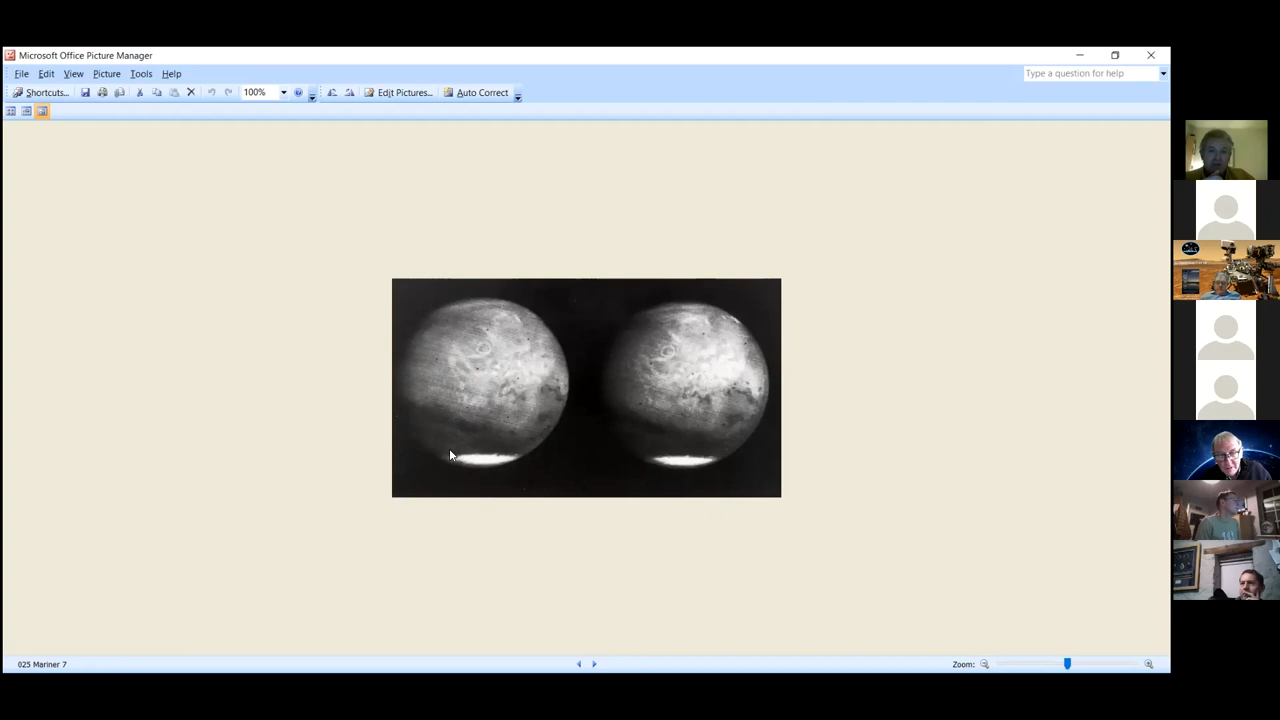 Microsoft Office Picture Manager
File Edit View Picture Tools Help
Type a question for help
Shortcuts... 100% Edit Pictures... Auto Correct
025 Mariner 7
Zoom: